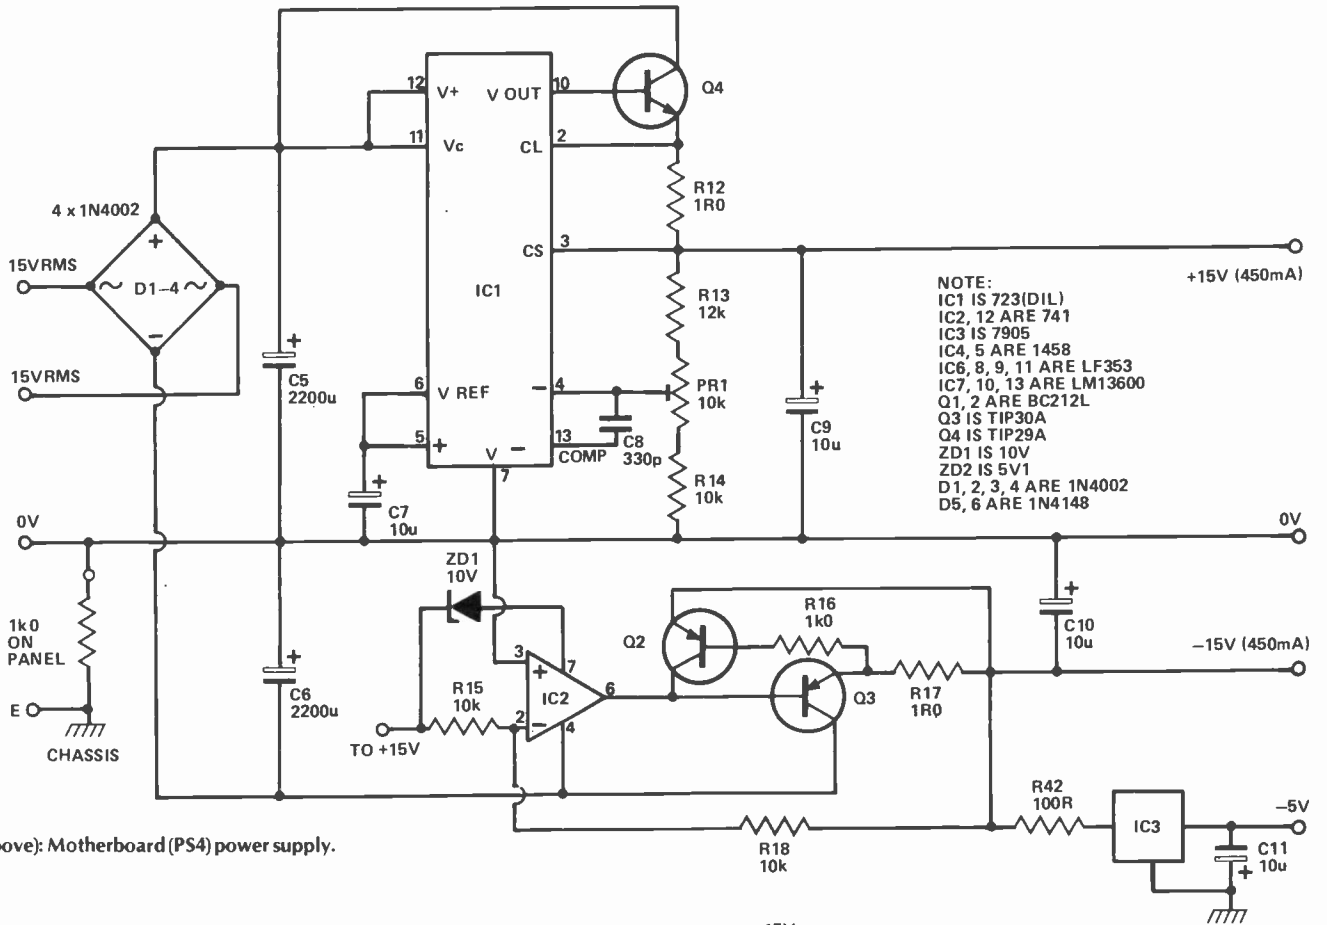 12
V+
V OUT
10
Q4
11
Vc
CL
2
R12
1R0
4 x 1N4002
+
15VRMS
D1–4
–
15VRMS
CS
3
IC1
+15V (450mA)
R13
12k
NOTE:
IC1 IS 723(DIL)
IC2, 12 ARE 741
IC3 IS 7905
IC4, 5 ARE 1458
IC6, 8, 9, 11 ARE LF353
IC7, 10, 13 ARE LM13600
Q1, 2 ARE BC212L
Q3 IS TIP30A
Q4 IS TIP29A
ZD1 IS 10V
ZD2 IS 5V1
D1, 2, 3, 4 ARE 1N4002
D5, 6 ARE 1N4148
+
C5
2200u
6
V REF
–
4
PR1
10k
5
+
V –
7
13
COMP
C8
330p
+
C9
10u
R14
10k
+
C7
10u
0V
0V
ZD1
10V
1k0
ON
PANEL
E
CHASSIS
+
C6
2200u
R15
10k
TO +15V
3
+
7
IC2
6
2
–
4
Q2
R16
1k0
Q3
R17
1R0
+
C10
10u
–15V (450mA)
R18
10k
R42
100R
IC3
–5V
C11
10u
+
ove): Motherboard (PS4) power supply.